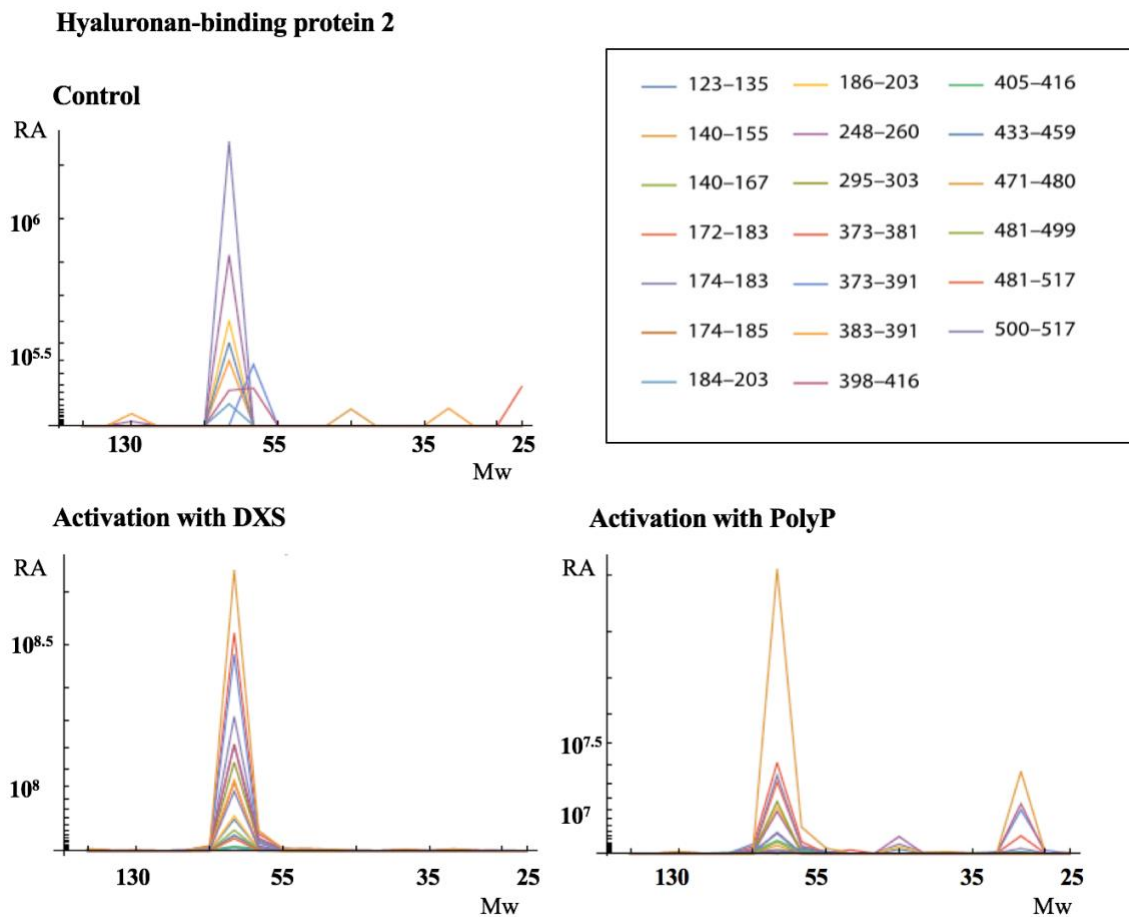 Hyaluronan-binding protein 2
Control
RA
10⁶
10⁵·⁵
130 55 35 25
Mw
123–135 186–203 405–416
140–155 248–260 433–459
140–167 295–303 471–480
172–183 373–381 481–499
174–183 373–391 481–517
174–185 383–391 500–517
184–203 398–416
Activation with DXS
RA
10⁸·⁵
10⁸
130 55 35 25
Mw
Activation with PolyP
RA
10⁷·⁵
10⁷
130 55 35 25
Mw